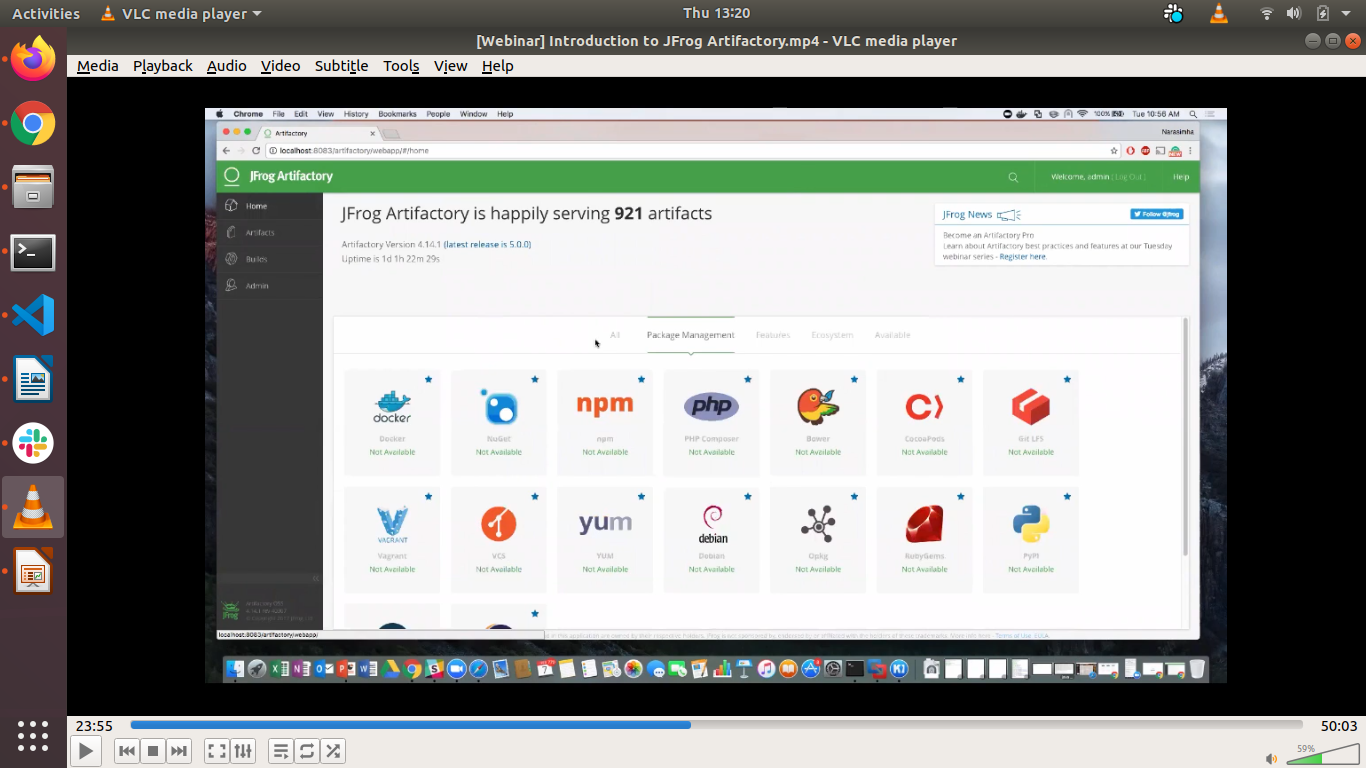 Activities VLC media player Thu 13:20
[Webinar] Introduction to JFrog Artifactory.mp4 - VLC media player
Media Playback Audio Video Subtitle Tools View Help
Chrome File Edit View History Bookmarks People Window Help 100% Tue 10:56 AM
Artifactory Narasimha
localhost:8083/artifactory/webapp/#/home
JFrog Artifactory Welcome, admin ( Log Out ) Help
Home
Artifacts
Builds
Admin
JFrog Artifactory is happily serving 921 artifacts
Artifactory Version 4.14.1 (latest release is 5.0.0)
Uptime is 1d 1h 22m 29s
JFrog News Follow @jfrog
Become an Artifactory Pro
Learn about Artifactory best practices and features at our Tuesday
webinar series - Register here.
All Package Management Features Ecosystem Available
docker npm php
Docker NuGet npm PHP Composer Bower CocoaPods Git LFS
Not Available Not Available Not Available Not Available Not Available Not Available Not Available
VAGRANT yum debian
Vagrant VCS YUM Debian Opkg RubyGems PyPI
Not Available Not Available Not Available Not Available Not Available Not Available Not Available
JFrog
localhost:8083/artifactory/webapp/
23:55 50:03
59%